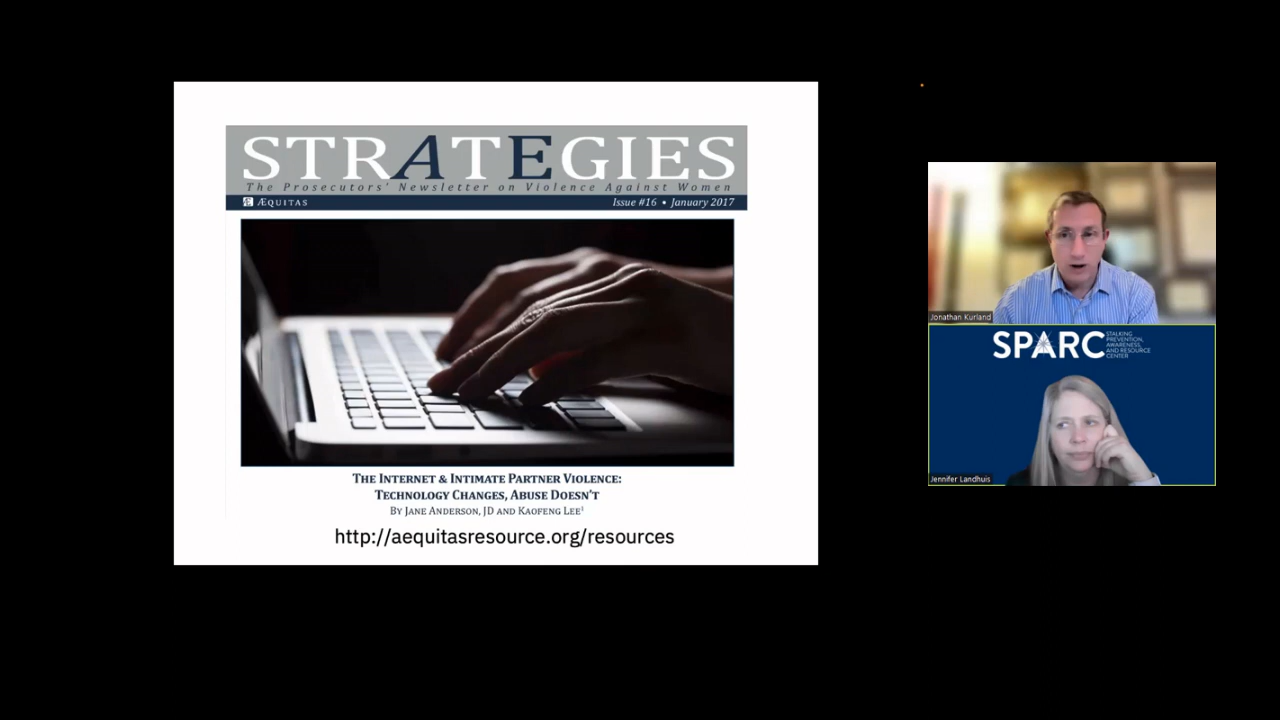 STRATEGIES
The Prosecutors' Newsletter on Violence Against Women
ÆQUITAS
Issue #16 • January 2017
THE INTERNET & INTIMATE PARTNER VIOLENCE:
TECHNOLOGY CHANGES, ABUSE DOESN'T
BY JANE ANDERSON, JD AND KAOFENG LEE¹
http://aequitasresource.org/resources
Jonathan Kurland
SPARC
STALKING
PREVENTION,
AWARENESS,
AND RESOURCE
CENTER
Jennifer Landhuis